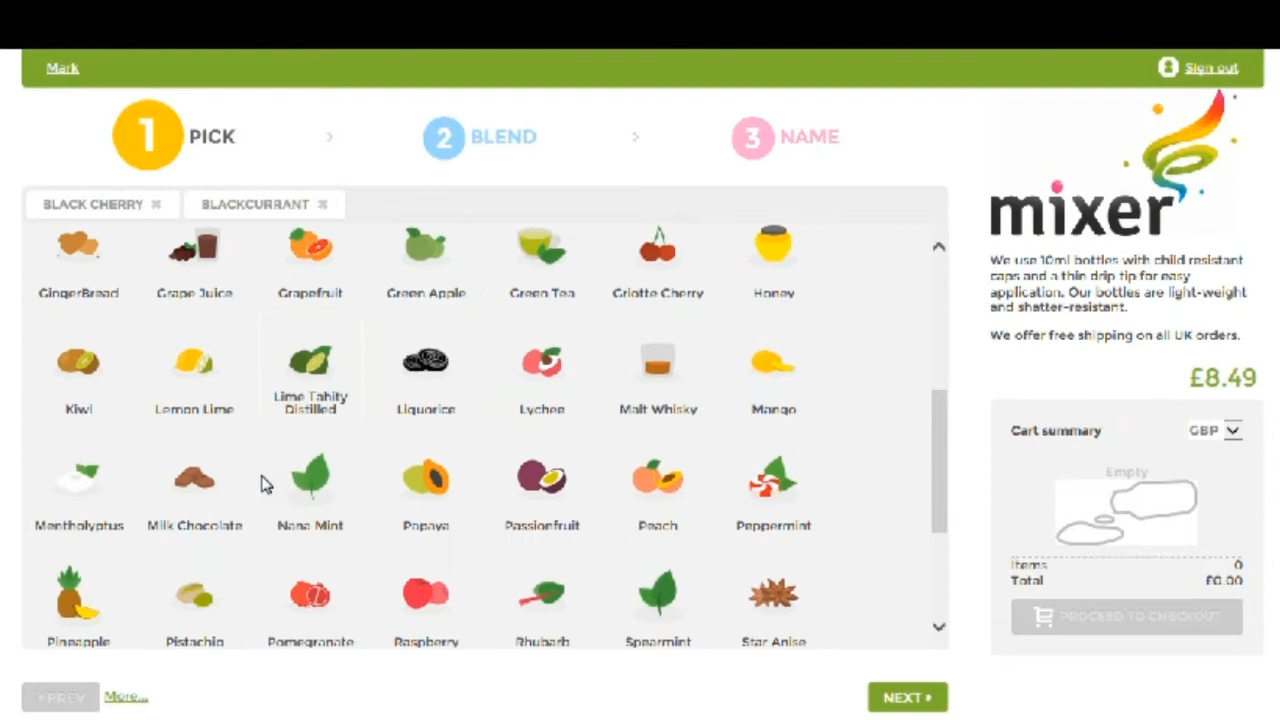 Mark
Sign out
1 PICK > 2 BLEND > 3 NAME
mixer
BLACK CHERRY BLACKCURRANT
We use 10ml bottles with child resistant
caps and a thin drip tip for easy
application. Our bottles are light-weight
and shatter-resistant.
We offer free shipping on all UK orders.
£8.49
GingerBread Grape Juice Grapefruit Green Apple Green Tea Griotte Cherry Honey
Kiwi Lemon Lime Lime Tahity Liquorice Lychee Malt Whisky Mango
Distilled
Mentholyptus Milk Chocolate Nana Mint Papaya Passionfruit Peach Peppermint
Pineapple Pistachio Pomegranate Raspberry Rhubarb Spearmint Star Anise
Cart summary GBP
Empty
Items 0
Total £0.00
PROCEED TO CHECKOUT
PREV More... NEXT